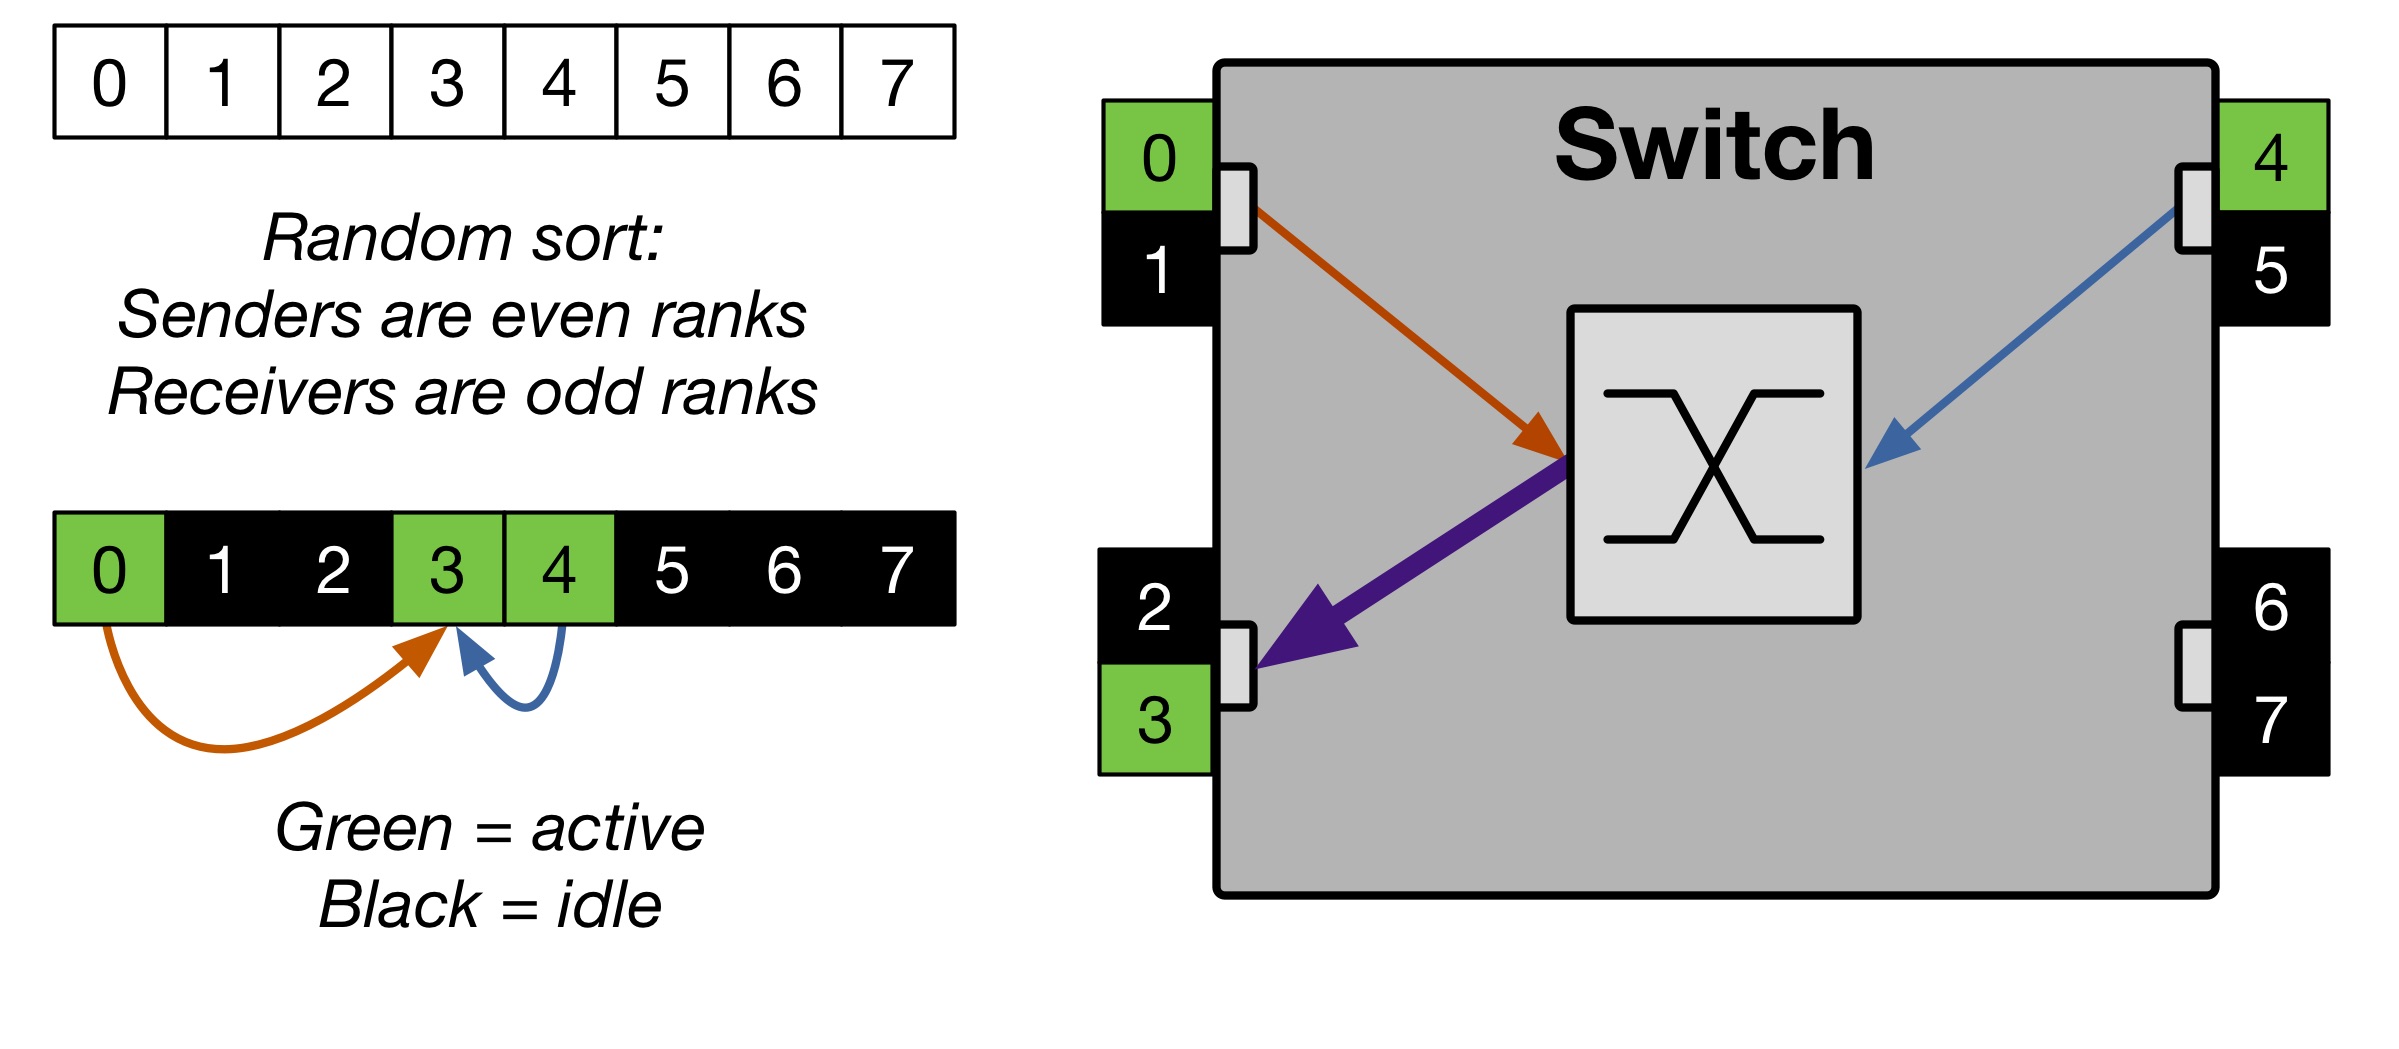 0 1 2 3 4 5 6 7
Random sort:
Senders are even ranks
Receivers are odd ranks
0 1 2 3 4 5 6 7
Green = active
Black = idle
Switch
0
1
2
3
4
5
6
7